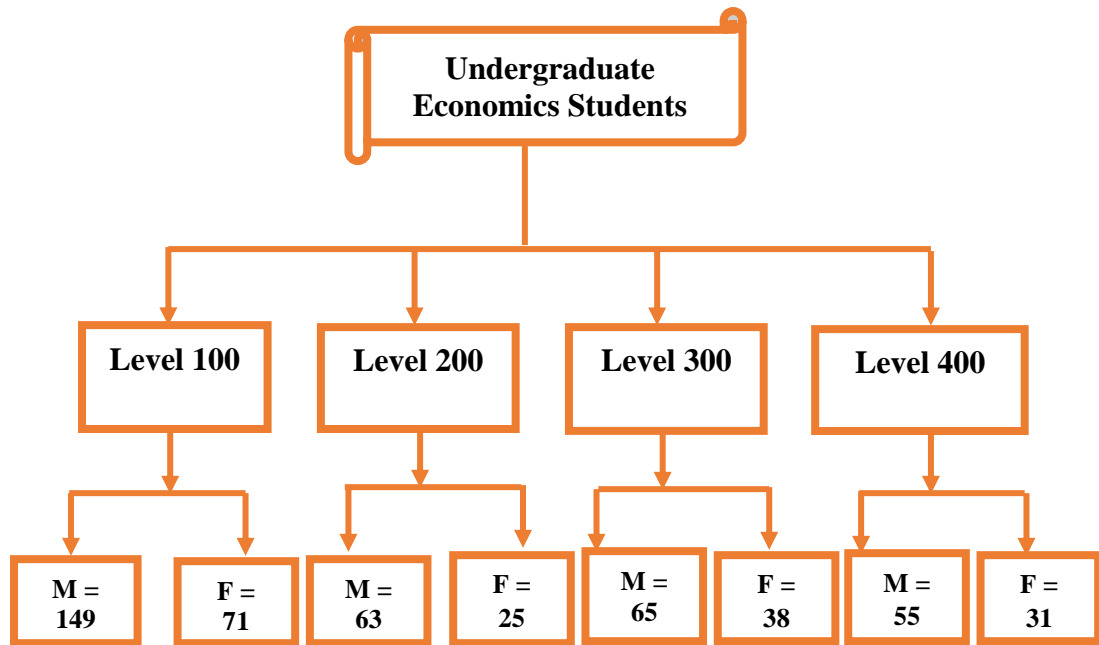 Undergraduate
Economics Students
Level 100
Level 200
Level 300
Level 400
M =
149
F =
71
M =
63
F =
25
M =
65
F =
38
M =
55
F =
31